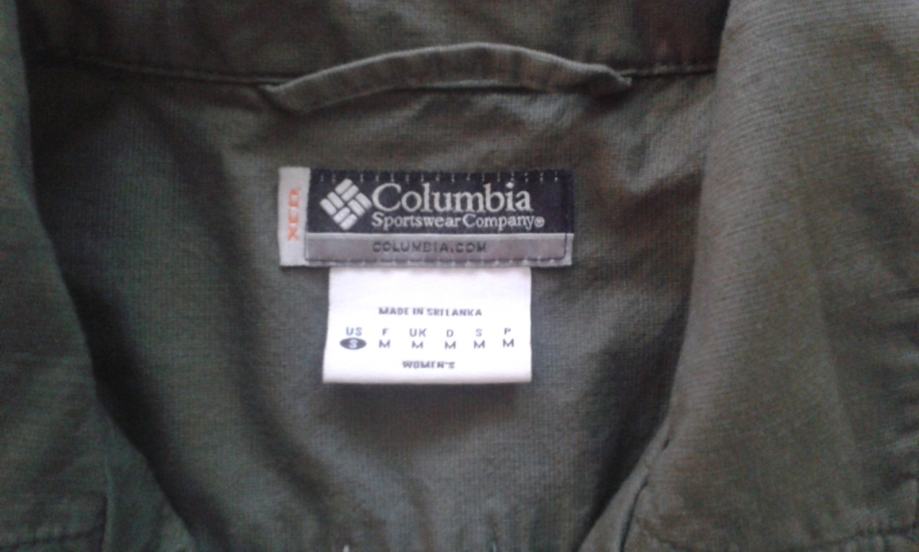 XCO
Columbia
Sportswear Company®
COLUMBIA.COM
MADE IN SRI LANKA
US F UK D S P
S M M M M M
WOMEN'S